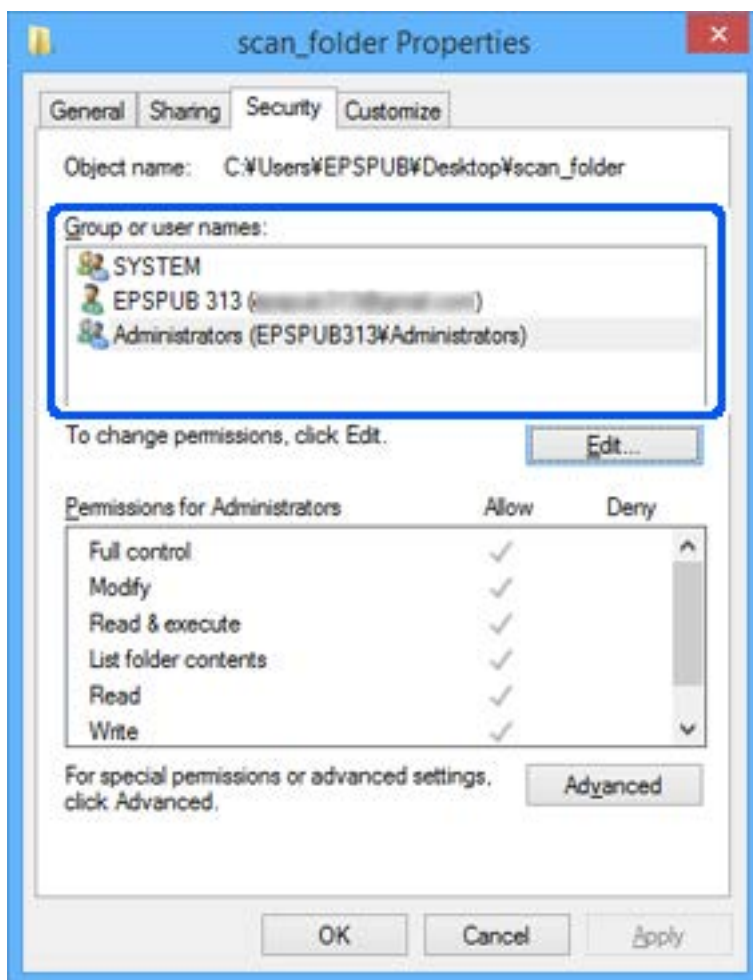 scan_folder Properties
General Sharing Security Customize
Object name: C:¥Users¥EPSPUB¥Desktop¥scan_folder
Group or user names:
SYSTEM
EPSPUB 313 ( )
Administrators (EPSPUB313¥Administrators)
To change permissions, click Edit.
Edit...
Permissions for Administrators Allow Deny
Full control
Modify
Read & execute
List folder contents
Read
Write
For special permissions or advanced settings,
click Advanced.
Advanced
OK Cancel Apply